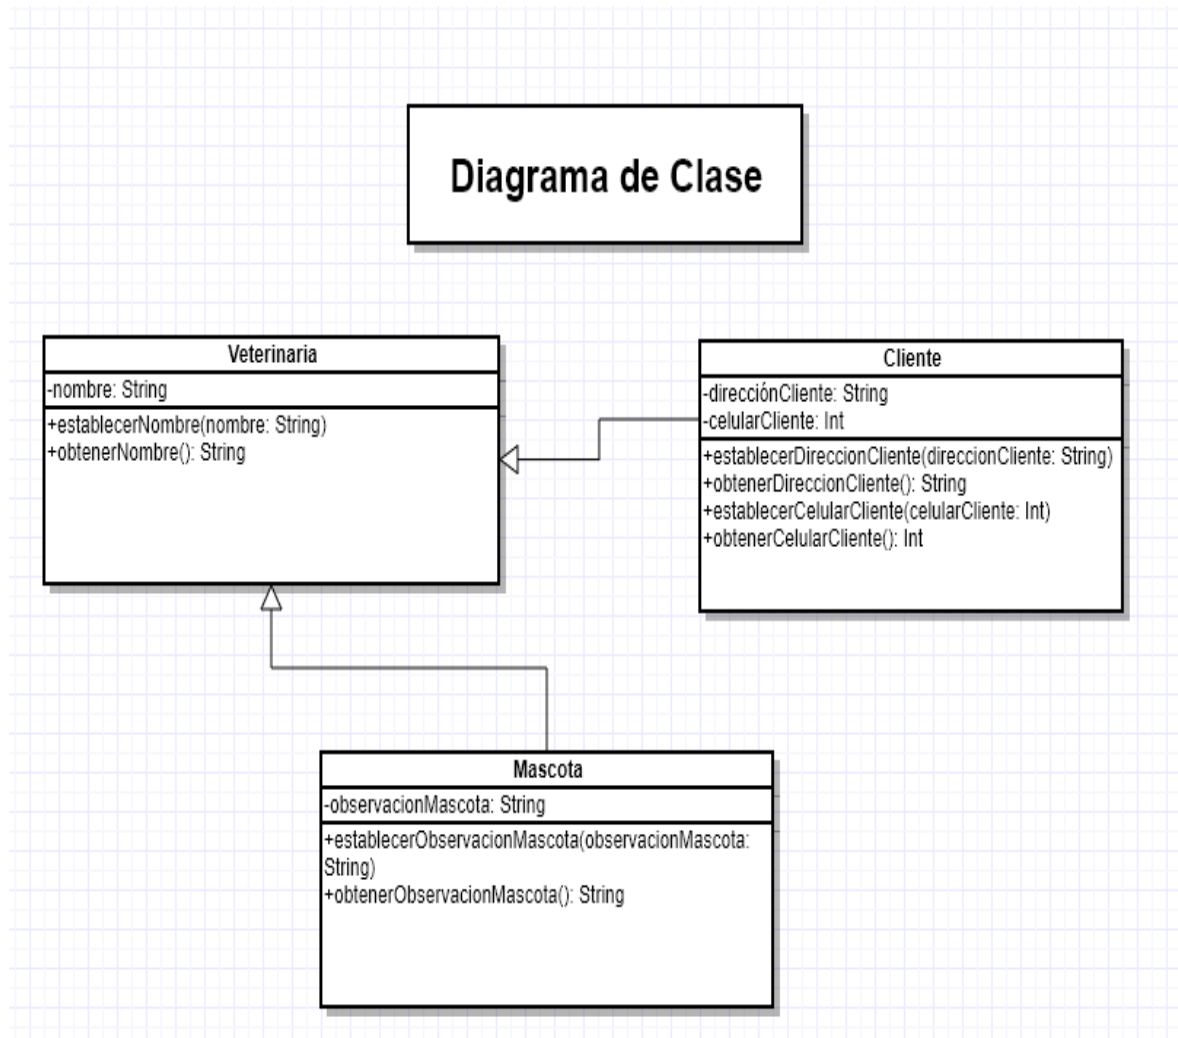 Diagrama de Clase
Veterinaria
-nombre: String
+establecerNombre(nombre: String)
+obtenerNombre(): String
Cliente
-direcciónCliente: String
-celularCliente: Int
+establecerDireccionCliente(direccionCliente: String)
+obtenerDireccionCliente(): String
+establecerCelularCliente(celularCliente: Int)
+obtenerCelularCliente(): Int
Mascota
-observacionMascota: String
+establecerObservacionMascota(observacionMascota:
String)
+obtenerObservacionMascota(): String